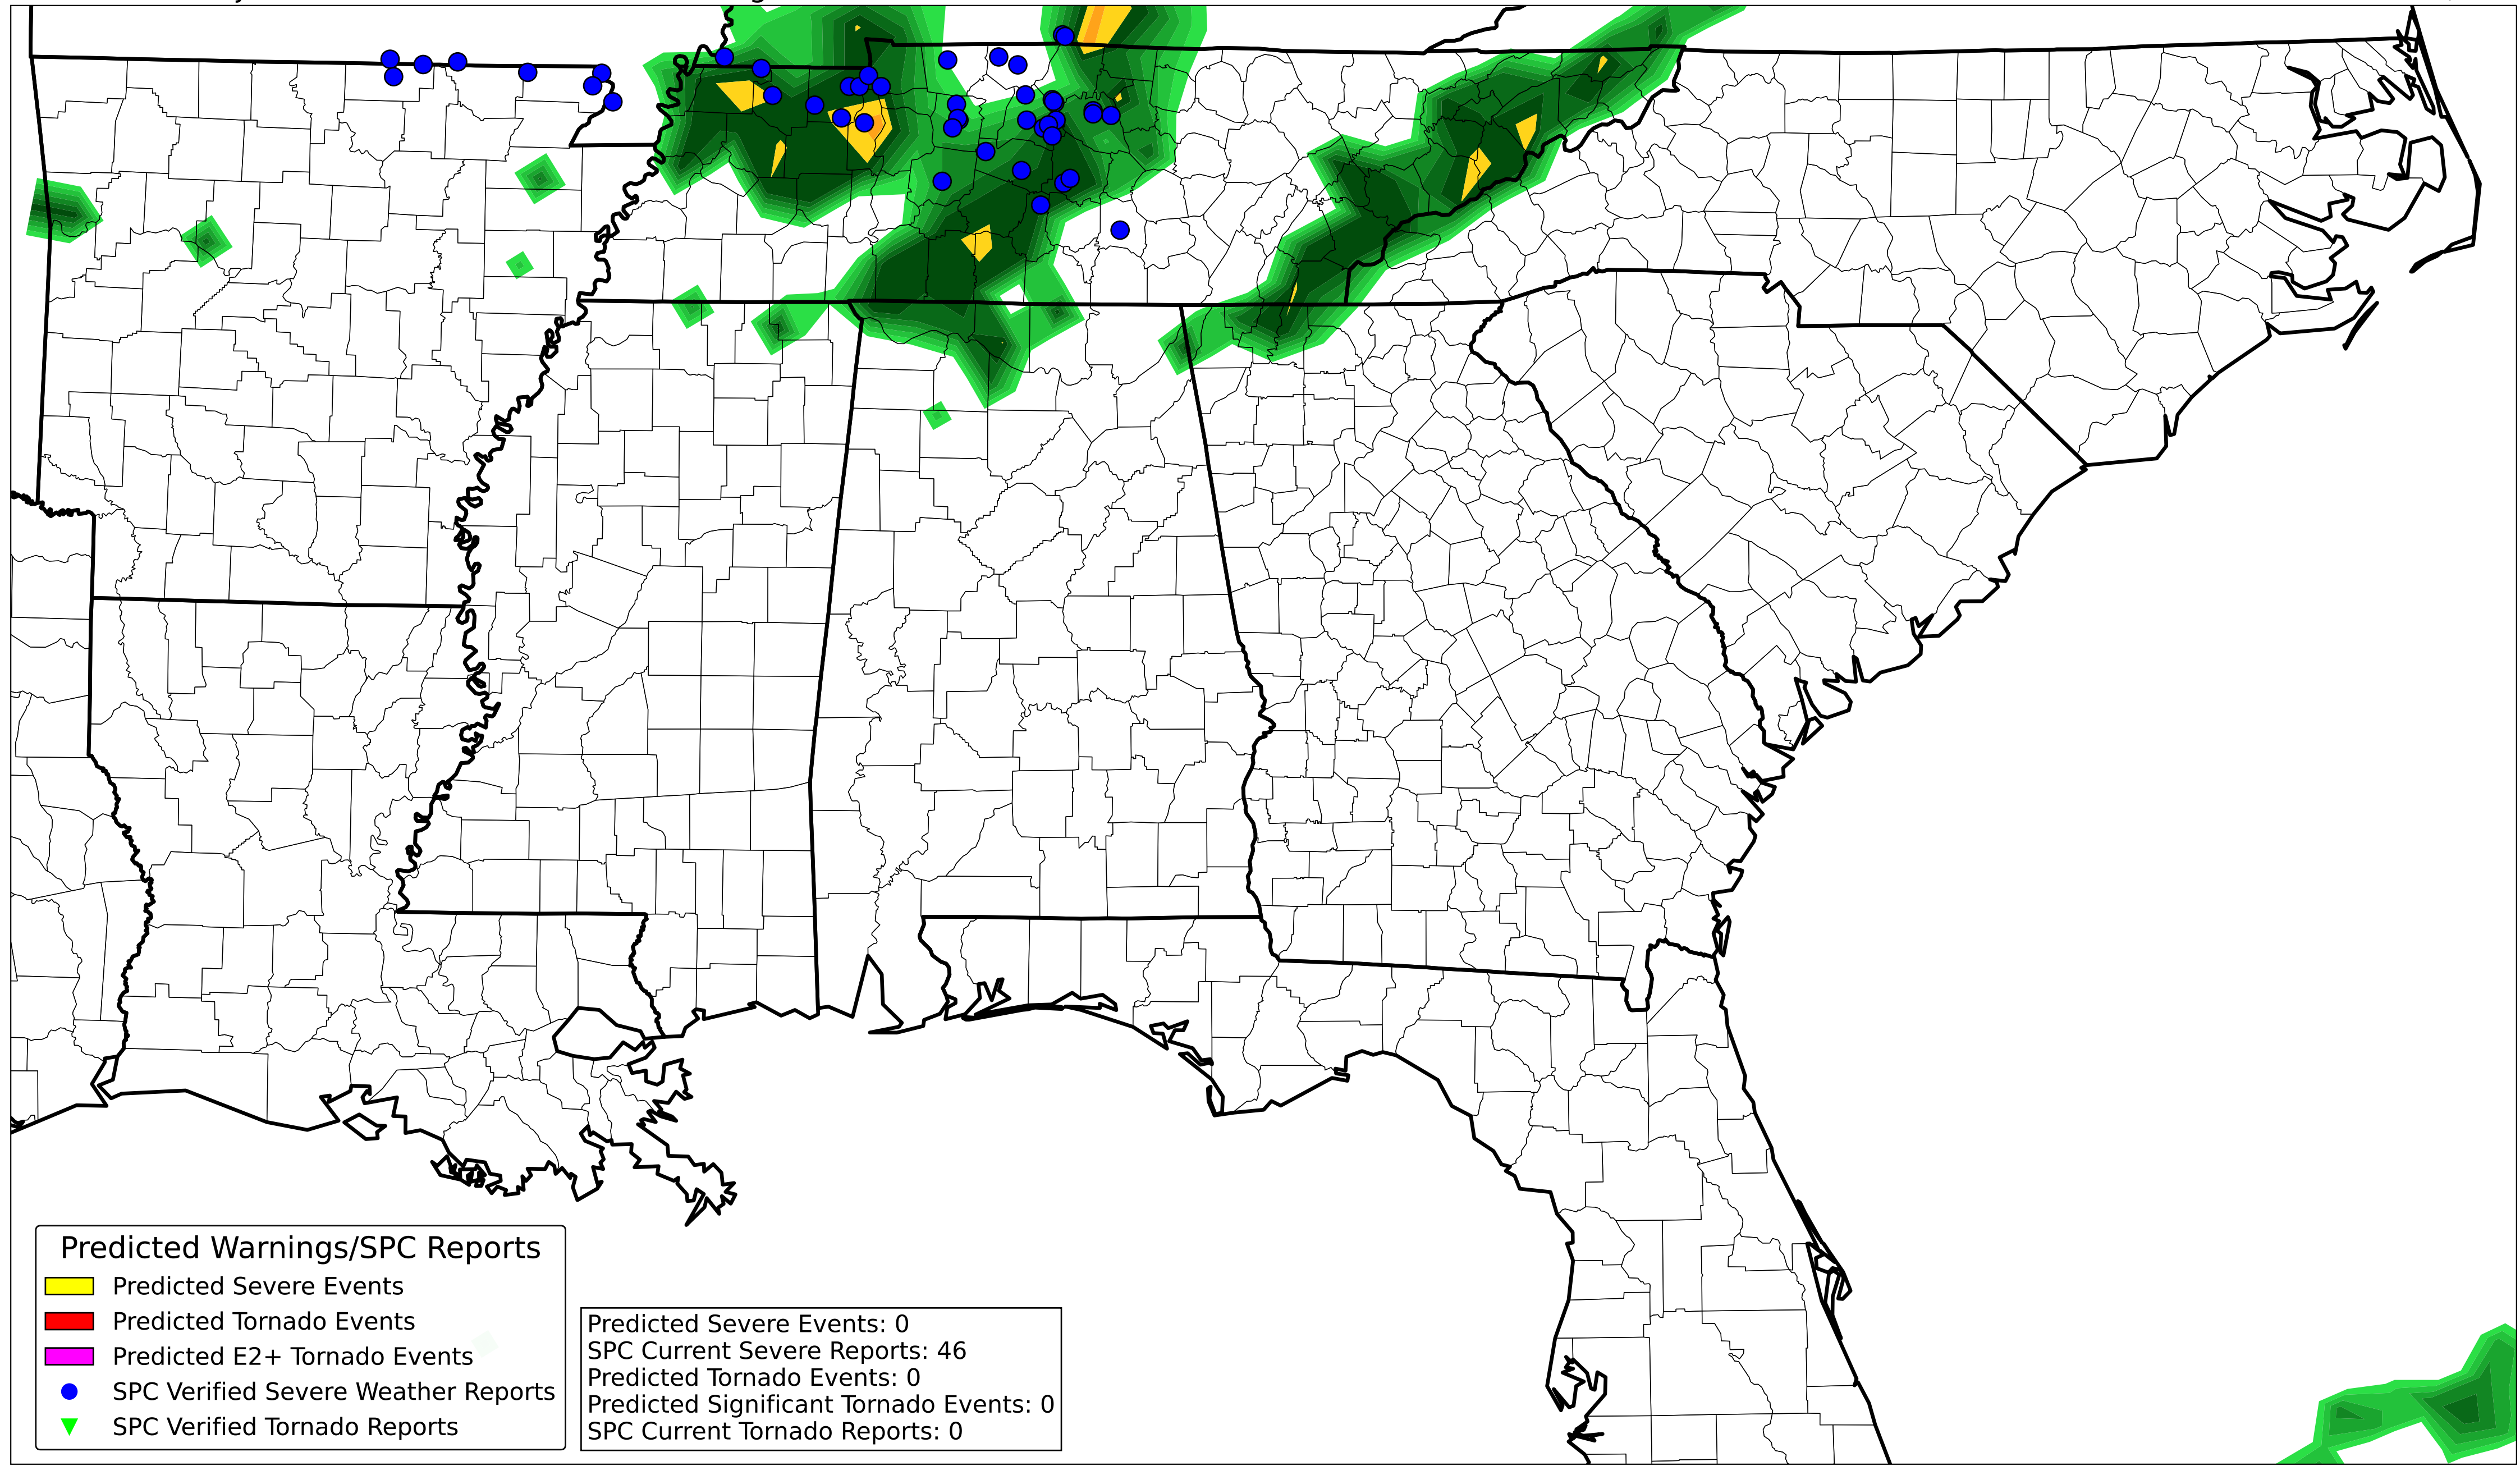 Predicted Warnings/SPC Reports
Predicted Severe Events
Predicted Tornado Events
Predicted E2+ Tornado Events
SPC Verified Severe Weather Reports
SPC Verified Tornado Reports
Predicted Severe Events: 0
SPC Current Severe Reports: 46
Predicted Tornado Events: 0
Predicted Significant Tornado Events: 0
SPC Current Tornado Reports: 0